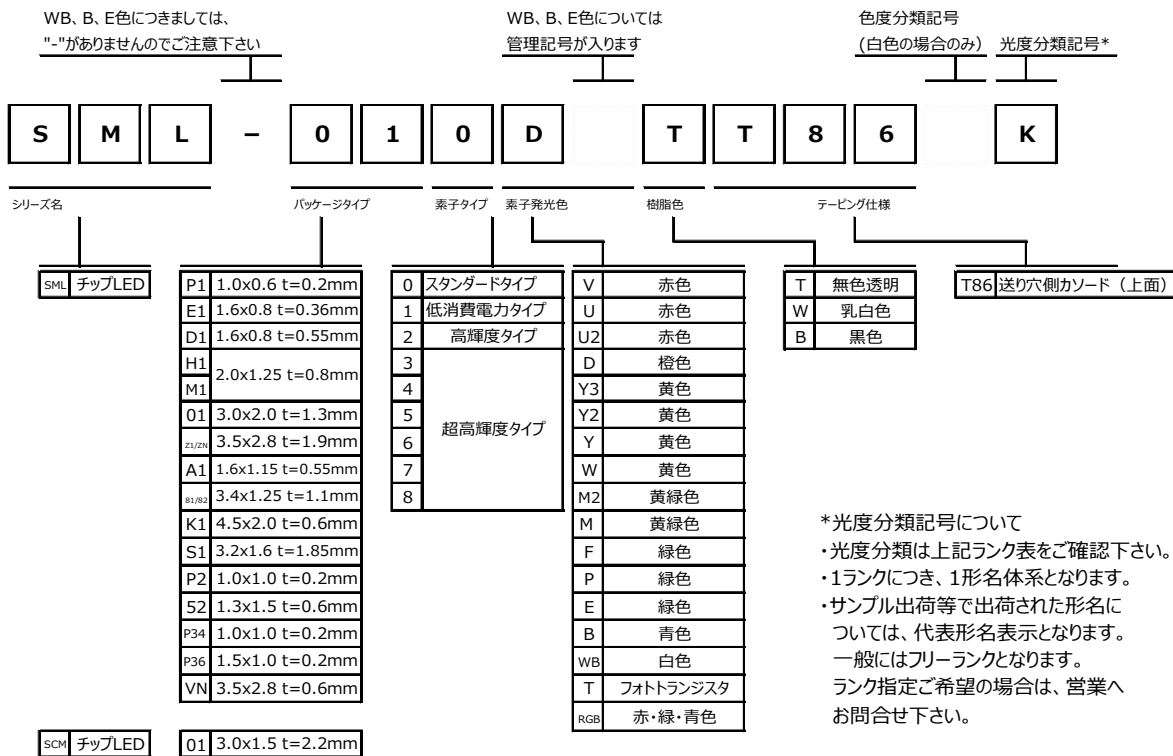 WB、B、E色につきましては、
"-"がありませんのでご注意下さい
WB、B、E色については
管理記号が入ります
色度分類記号
(白色の場合のみ)
光度分類記号*
S M L – 0 1 0 D T T 8 6 K
シリーズ名
パッケージタイプ
素子タイプ
素子発光色
樹脂色
テーピング仕様
SML チップLED
P1 1.0x0.6 t=0.2mm
E1 1.6x0.8 t=0.36mm
D1 1.6x0.8 t=0.55mm
H1
M1
2.0x1.25 t=0.8mm
01 3.0x2.0 t=1.3mm
Z1/ZN 3.5x2.8 t=1.9mm
A1 1.6x1.15 t=0.55mm
81/82 3.4x1.25 t=1.1mm
K1 4.5x2.0 t=0.6mm
S1 3.2x1.6 t=1.85mm
P2 1.0x1.0 t=0.2mm
52 1.3x1.5 t=0.6mm
P34 1.0x1.0 t=0.2mm
P36 1.5x1.0 t=0.2mm
VN 3.5x2.8 t=0.6mm
0 スタンダードタイプ
1 低消費電力タイプ
2 高輝度タイプ
3
4
5
6
7
8
超高輝度タイプ
V 赤色
U 赤色
U2 赤色
D 橙色
Y3 黄色
Y2 黄色
Y 黄色
W 黄色
M2 黄緑色
M 黄緑色
F 緑色
P 緑色
E 緑色
B 青色
WB 白色
T フォトトランジスタ
RGB 赤・緑・青色
T 無色透明
W 乳白色
B 黒色
T86 送り穴側カソード（上面）
*光度分類記号について
・光度分類は上記ランク表をご確認下さい。
・1ランクにつき、1形名体系となります。
・サンプル出荷等で出荷された形名に
ついては、代表形名表示となります。
一般にはフリーランクとなります。
ランク指定ご希望の場合は、営業へ
お問合せ下さい。
SCM チップLED
01 3.0x1.5 t=2.2mm